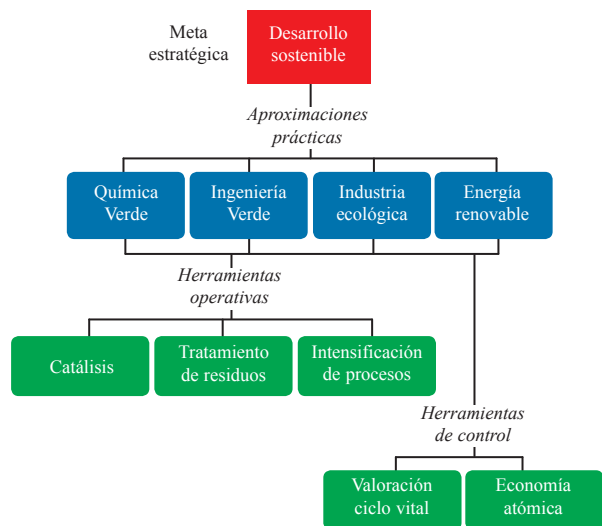 Meta
estratégica
Desarrollo
sostenible
Aproximaciones
prácticas
Química
Verde
Ingeniería
Verde
Industria
ecológica
Energía
renovable
Herramientas
operativas
Catálisis
Tratamiento
de residuos
Intensificación
de procesos
Herramientas
de control
Valoración
ciclo vital
Economía
atómica